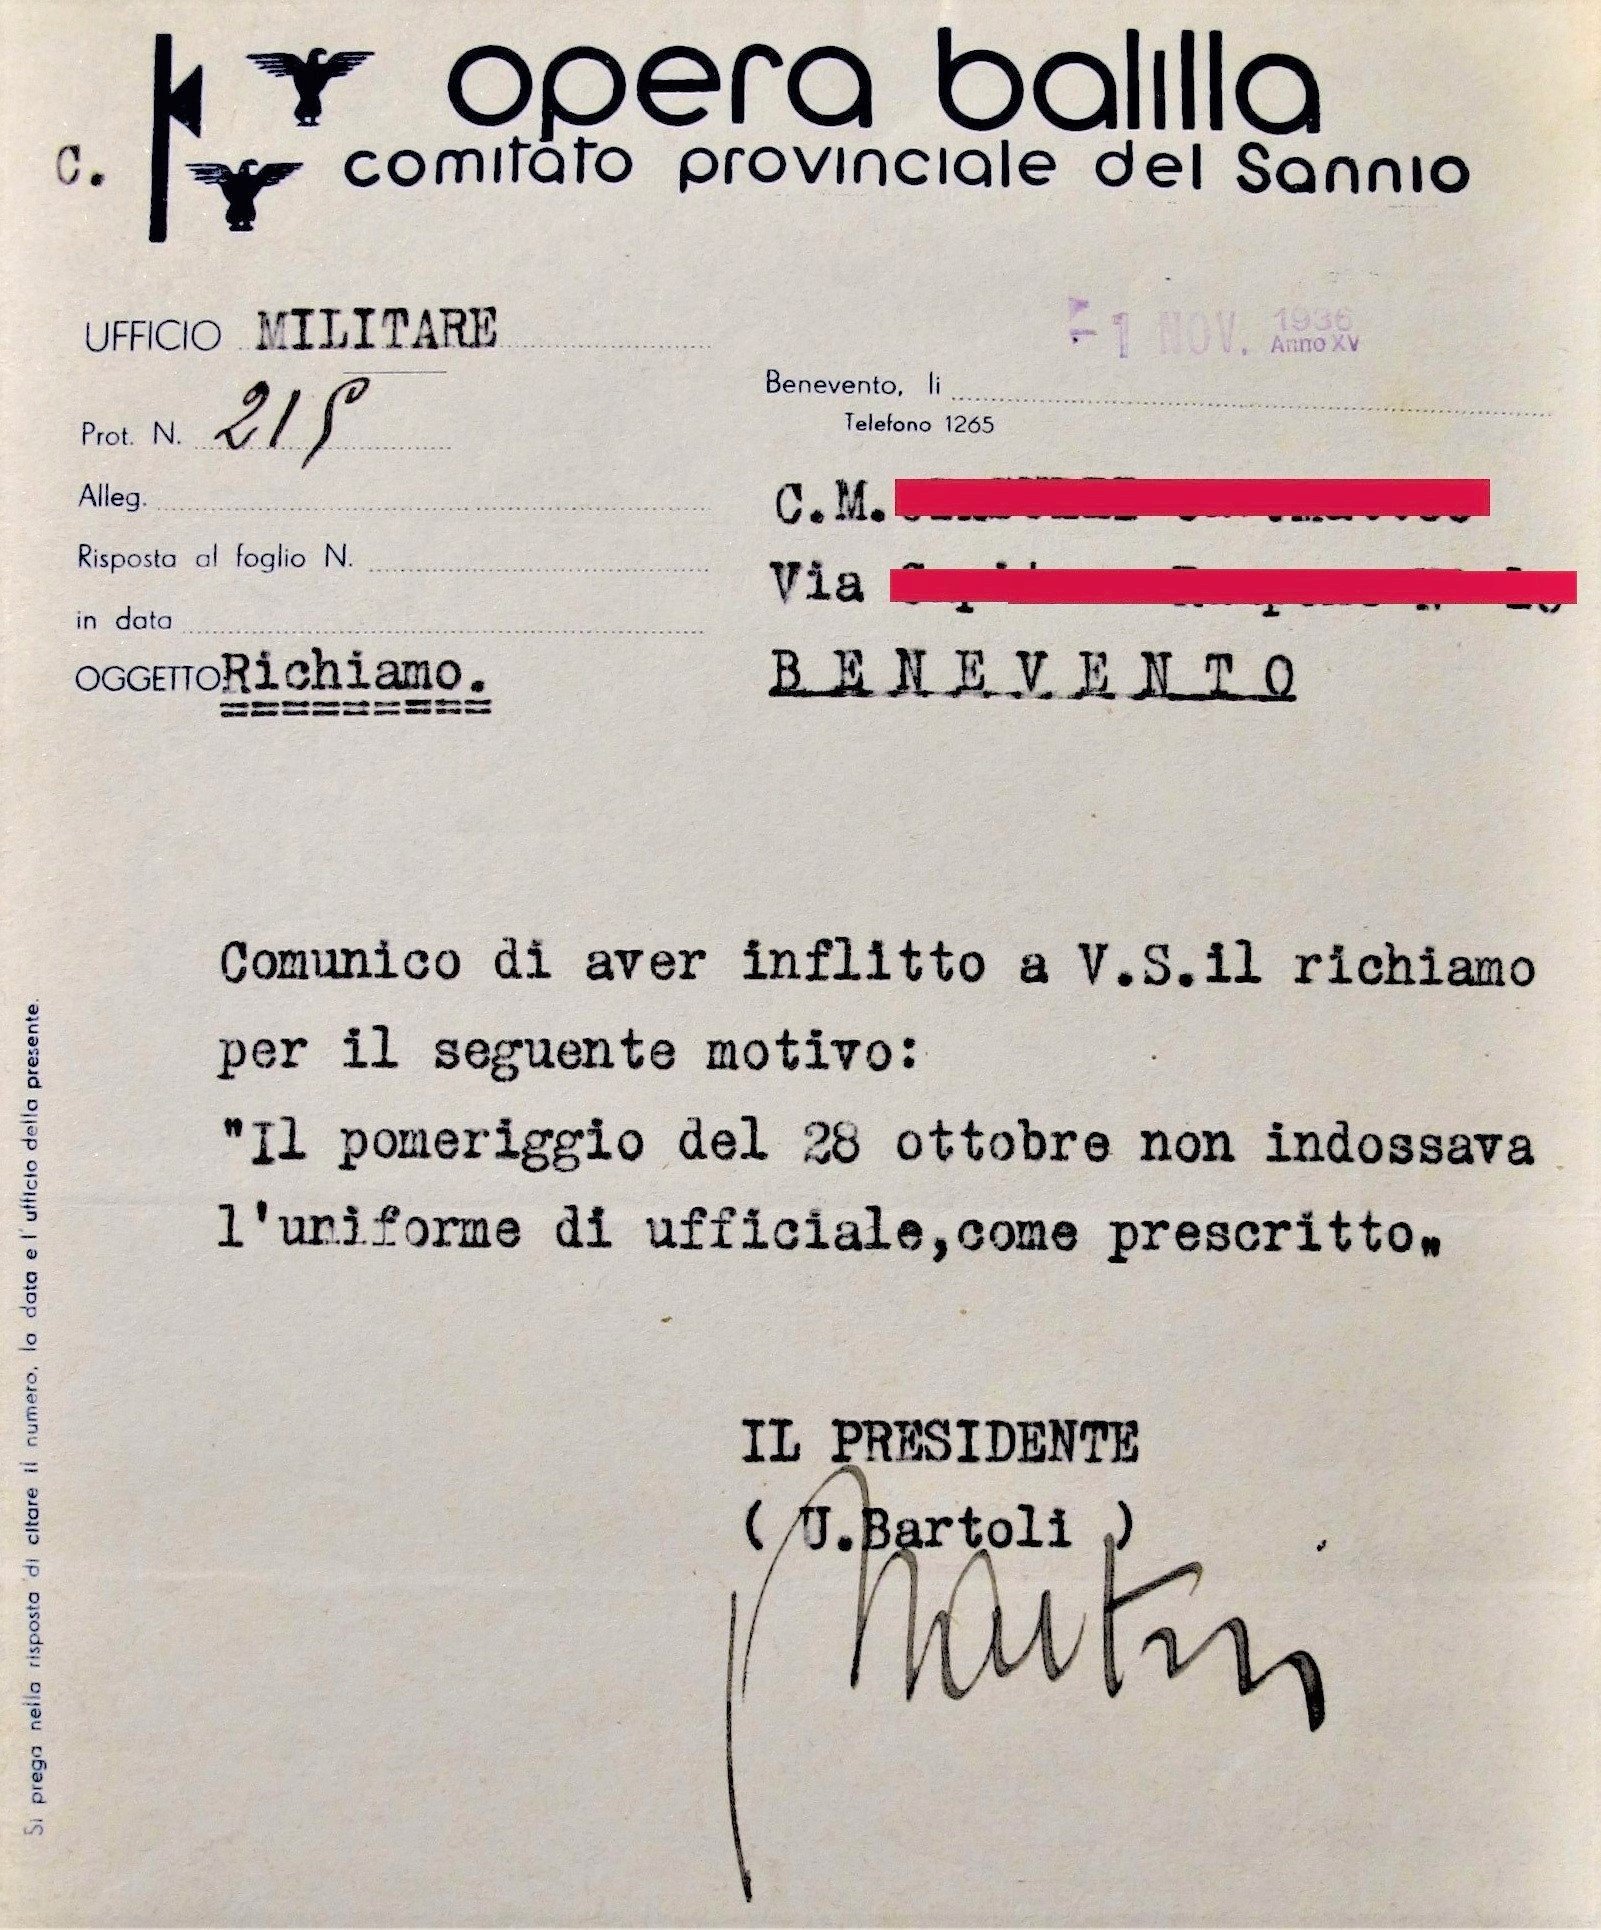 opera balilla
c.
comitato provinciale del Sannio
UFFICIO MILITARE
-1 NOV. 1936
Anno XV
Benevento, li
Prot. N. 215
Telefono 1265
Alleg.
C.M.
Risposta al foglio N.
Via
in data
OGGETTO Richiamo.
BENEVENTO
Comunico di aver inflitto a V.S.il richiamo
per il seguente motivo:
"Il pomeriggio del 28 ottobre non indossava
l'uniforme di ufficiale,come prescritto„
IL PRESIDENTE
( U.Bartoli )
Si prega nella risposta di citare il numero, la data e l'ufficio della presente.